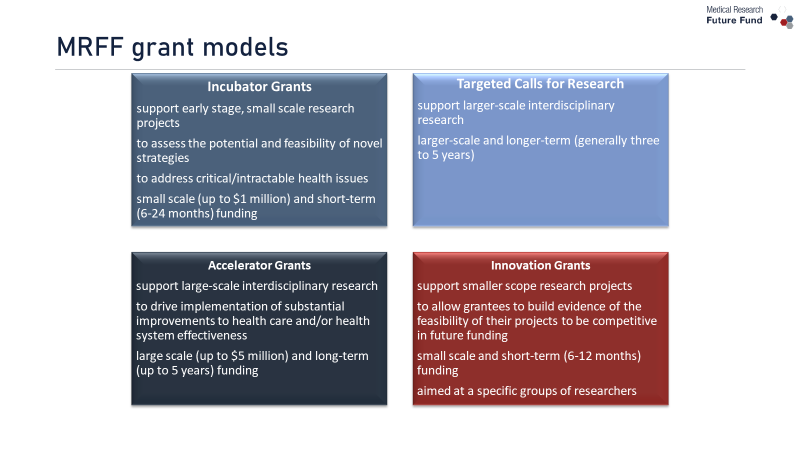 Medical Research
Future Fund
MRFF grant models
Incubator Grants
support early stage, small scale research
projects
to assess the potential and feasibility of novel
strategies
to address critical/intractable health issues
small scale (up to $1 million) and short-term
(6-24 months) funding
Targeted Calls for Research
support larger-scale interdisciplinary
research
larger-scale and longer-term (generally three
to 5 years)
Accelerator Grants
support large-scale interdisciplinary research
to drive implementation of substantial
improvements to health care and/or health
system effectiveness
large scale (up to $5 million) and long-term
(up to 5 years) funding
Innovation Grants
support smaller scope research projects
to allow grantees to build evidence of the
feasibility of their projects to be competitive
in future funding
small scale and short-term (6-12 months)
funding
aimed at a specific groups of researchers